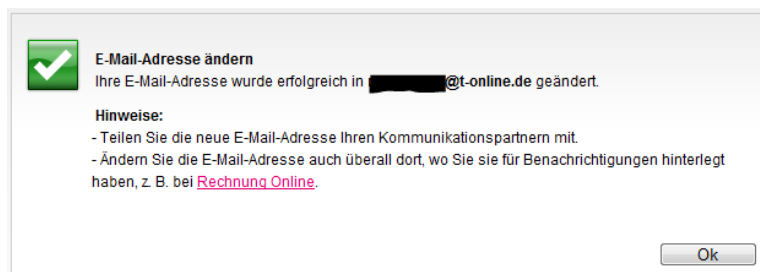 E-Mail-Adresse ändern
Ihre E-Mail-Adresse wurde erfolgreich in @t-online.de geändert.
Hinweise:
- Teilen Sie die neue E-Mail-Adresse Ihren Kommunikationspartnern mit.
- Ändern Sie die E-Mail-Adresse auch überall dort, wo Sie sie für Benachrichtigungen hinterlegt
haben, z. B. bei Rechnung Online.
Ok